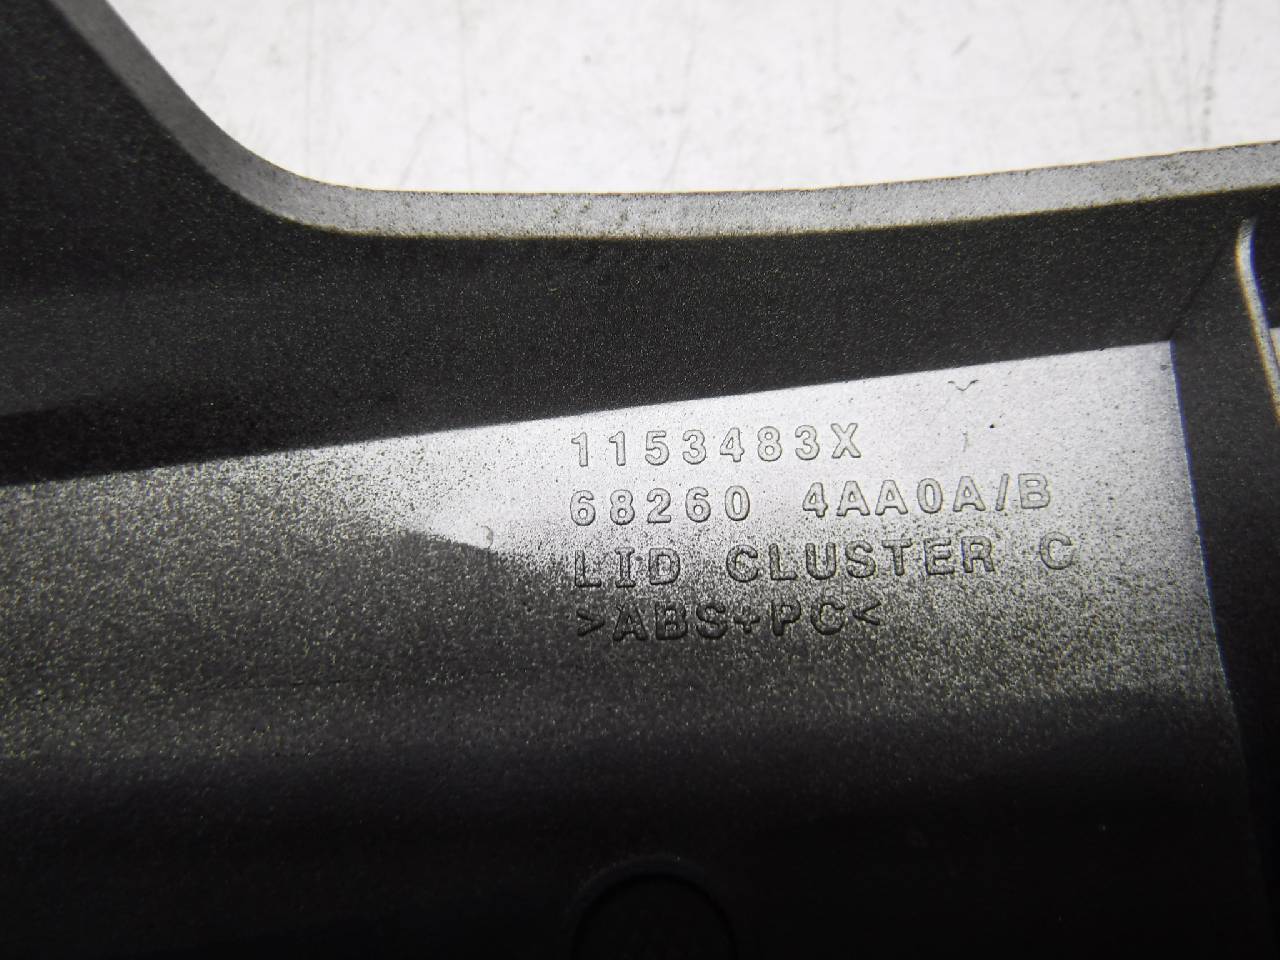 1153483X
68260 4AA0A/B
LID CLUSTER C
>ABS+PC<